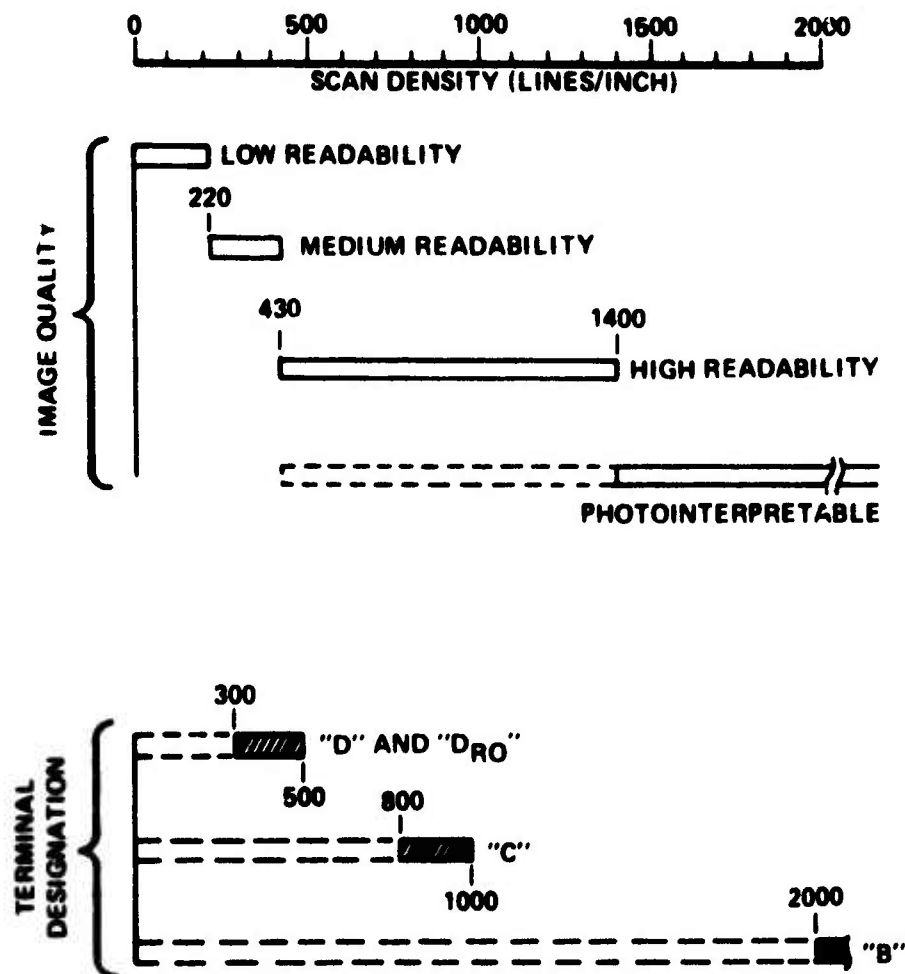 0 500 1000 1500 2000
SCAN DENSITY (LINES/INCH)
LOW READABILITY
220
MEDIUM READABILITY
430 1400
HIGH READABILITY
PHOTOINTERPRETABLE
IMAGE QUALITY
300
"D" AND "DRO"
500 800
"C"
1000 2000
"B"
TERMINAL
DESIGNATION